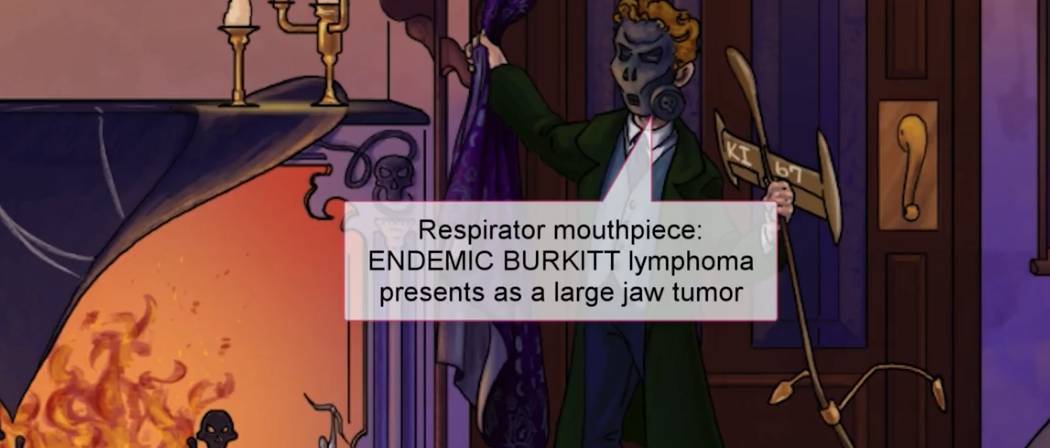 KI 67
Respirator mouthpiece:
ENDEMIC BURKITT lymphoma
presents as a large jaw tumor